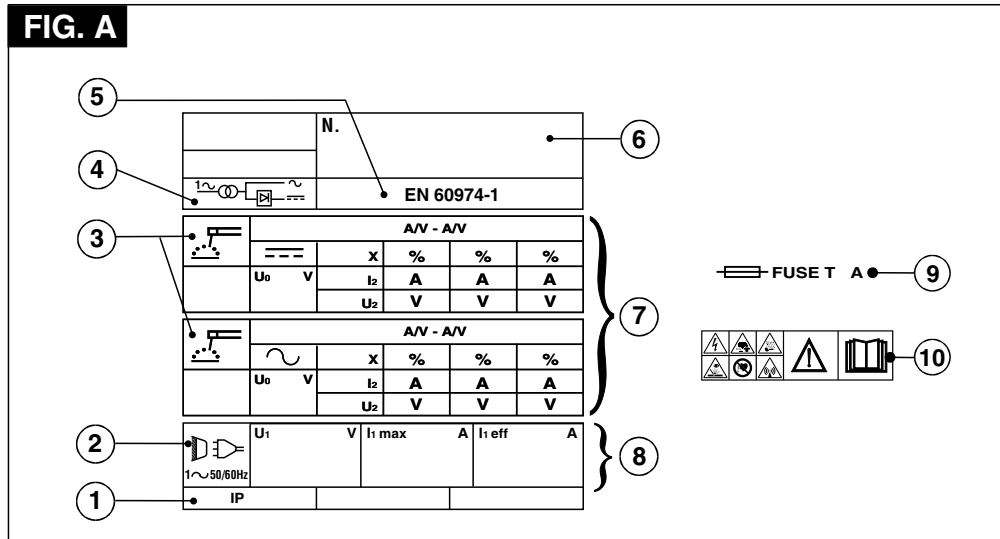 FIG. A
5
N.
6
4
1~ ~
EN 60974-1
3
A/V - A/V
X % % %
U0 V I2 A A A
U2 V V V
7
FUSE T A
9
A/V - A/V
~ X % % %
U0 V I2 A A A
U2 V V V
10
2
U1 V I1 max A I1 eff A
8
1~50/60Hz
1
IP